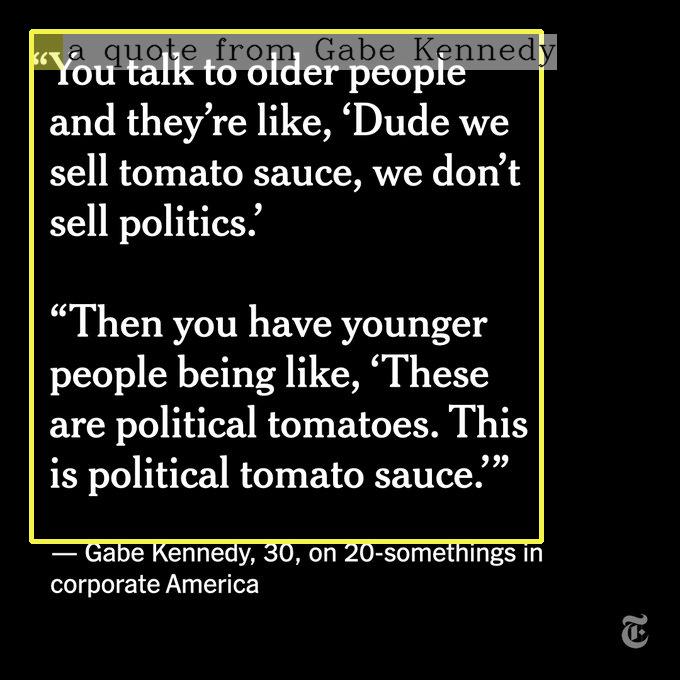 a quote from Gabe Kennedy
“You talk to older people
and they’re like, ‘Dude we
sell tomato sauce, we don’t
sell politics.’
“Then you have younger
people being like, ‘These
are political tomatoes. This
is political tomato sauce.’”
— Gabe Kennedy, 30, on 20-somethings in
corporate America
T